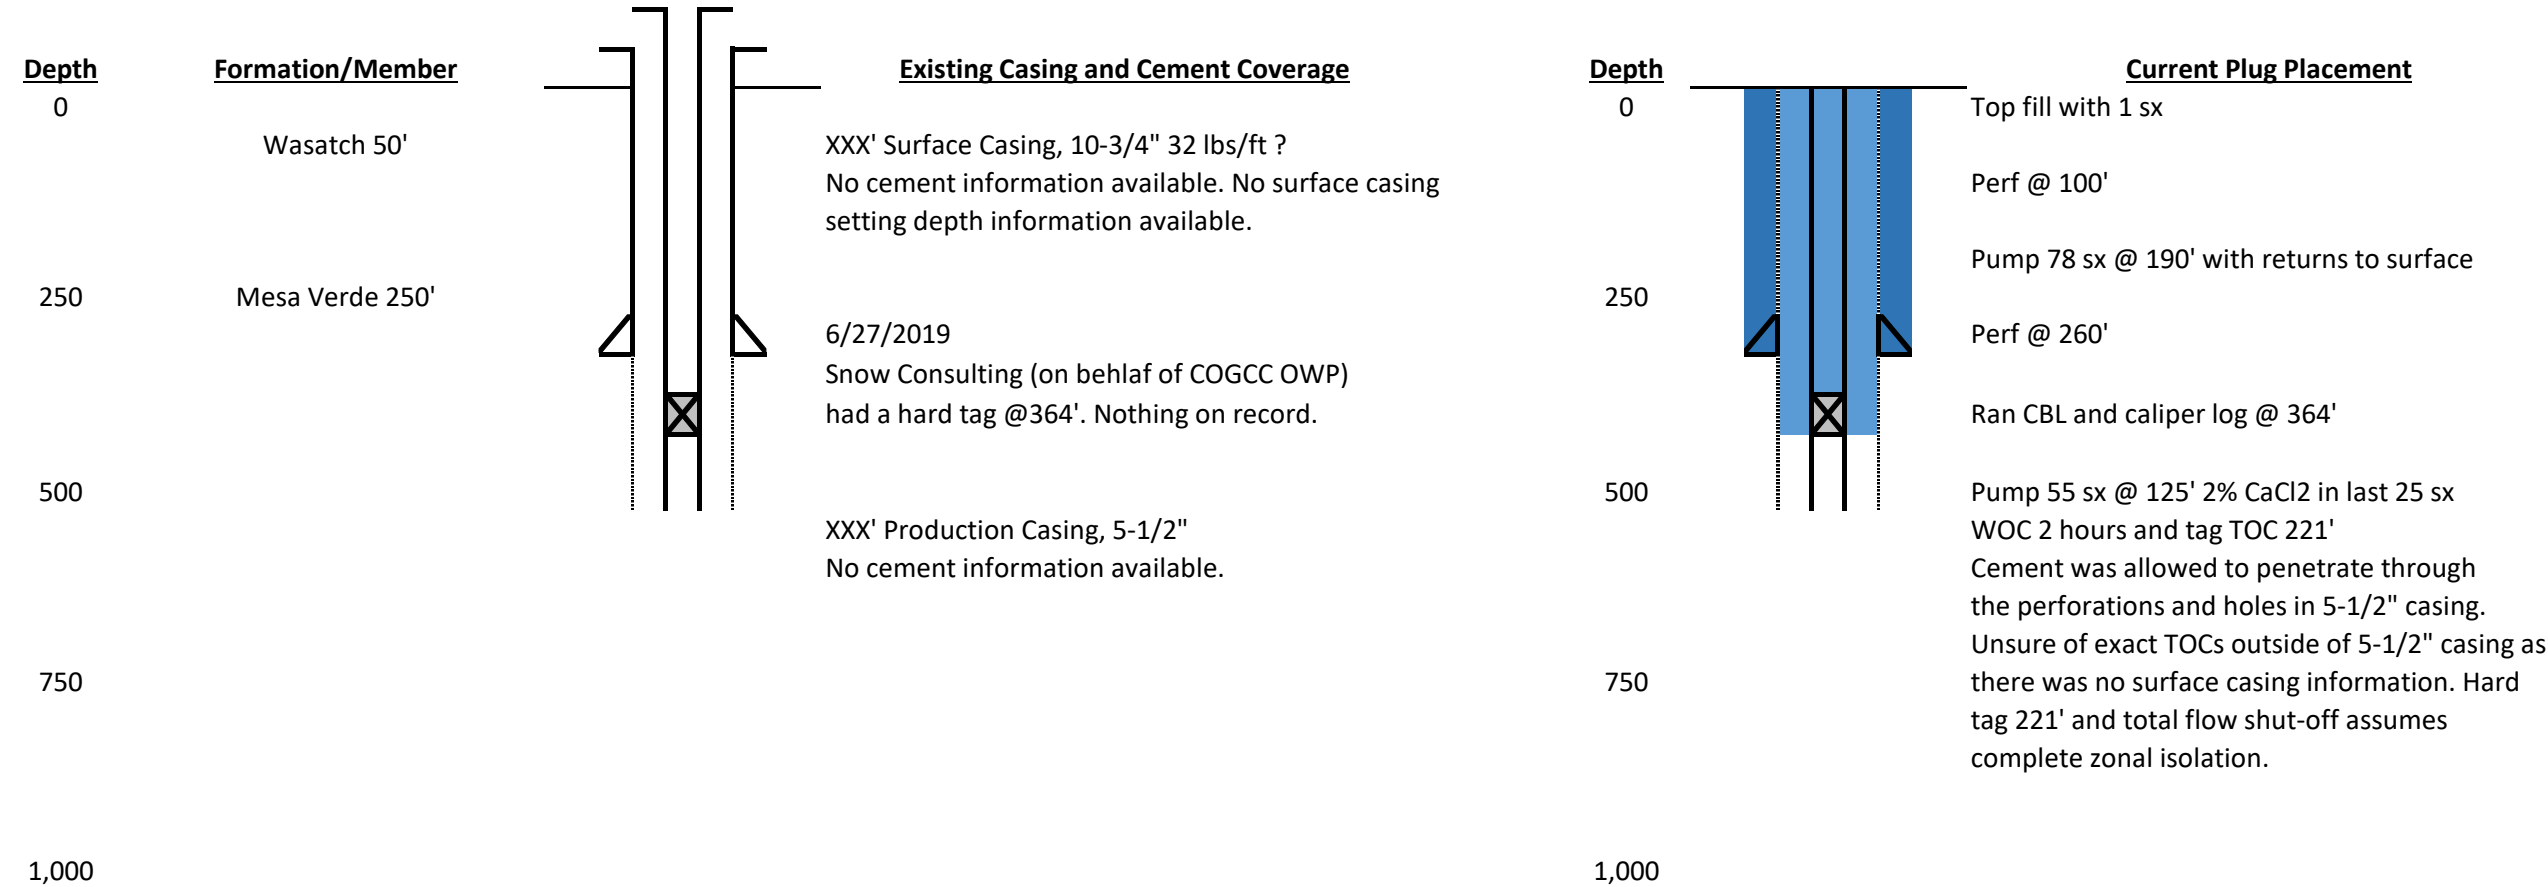 Depth
Formation/Member
Existing Casing and Cement Coverage
0
Wasatch 50'
XXX' Surface Casing, 10-3/4" 32 lbs/ft ?
No cement information available. No surface casing
setting depth information available.
250
Mesa Verde 250'
6/27/2019
Snow Consulting (on behlaf of COGCC OWP)
had a hard tag @364'. Nothing on record.
500
XXX' Production Casing, 5-1/2"
No cement information available.
750
1,000
Depth
Current Plug Placement
0
Top fill with 1 sx
Perf @ 100'
Pump 78 sx @ 190' with returns to surface
250
Perf @ 260'
Ran CBL and caliper log @ 364'
500
Pump 55 sx @ 125' 2% CaCl2 in last 25 sx
WOC 2 hours and tag TOC 221'
Cement was allowed to penetrate through
the perforations and holes in 5-1/2" casing.
Unsure of exact TOCs outside of 5-1/2" casing as
750
there was no surface casing information. Hard
tag 221' and total flow shut-off assumes
complete zonal isolation.
1,000